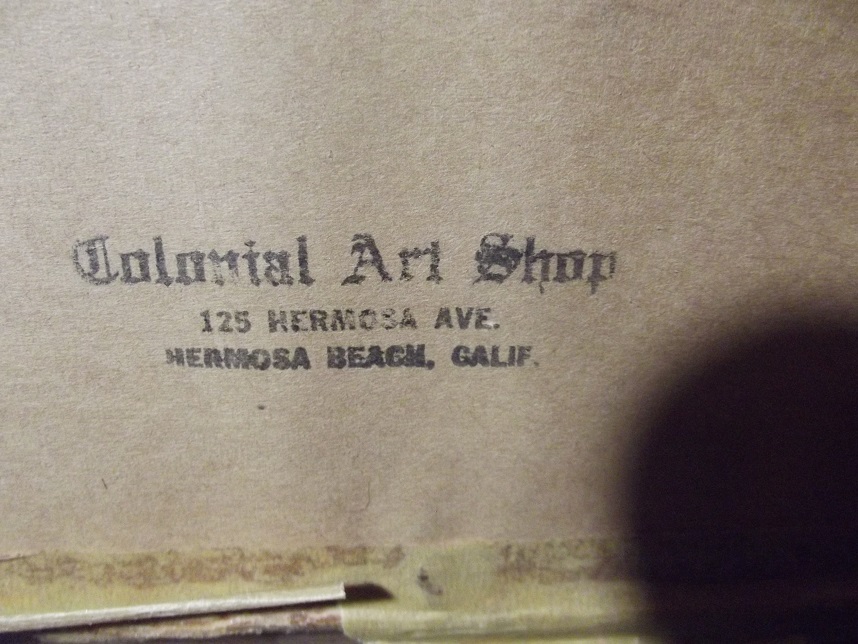 Colonial Art Shop
125 HERMOSA AVE.
HERMOSA BEACH, CALIF.